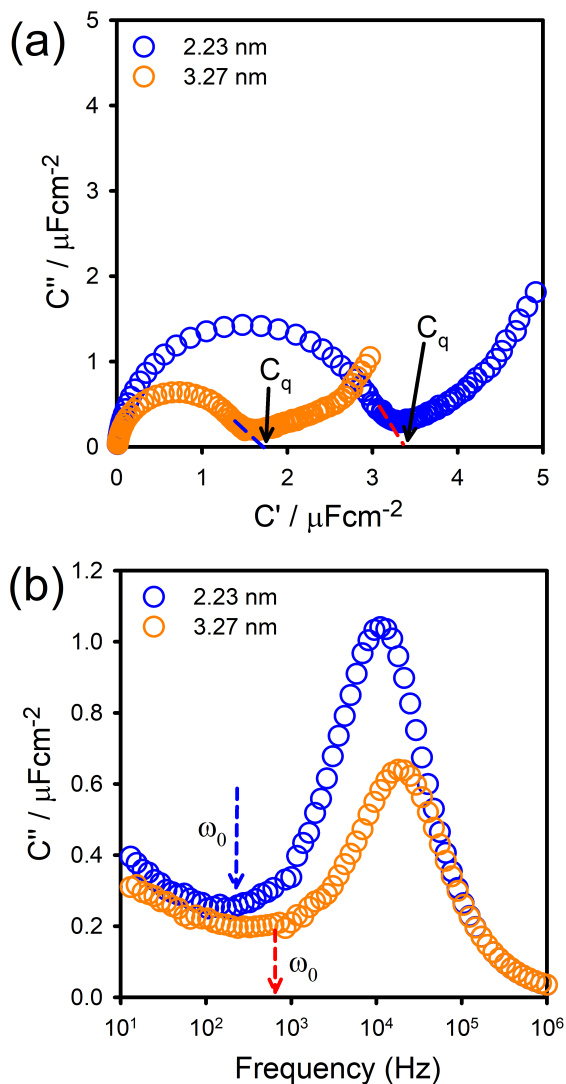 (a)
2.23 nm
3.27 nm
5
4
3
2
1
0
C" / μFcm⁻²
C_q
C_q
0 1 2 3 4 5
C' / μFcm⁻²
(b)
2.23 nm
3.27 nm
1.2
1.0
0.8
0.6
0.4
0.2
0.0
C" / μFcm⁻²
ω₀
ω₀
10¹ 10² 10³ 10⁴ 10⁵ 10⁶
Frequency (Hz)